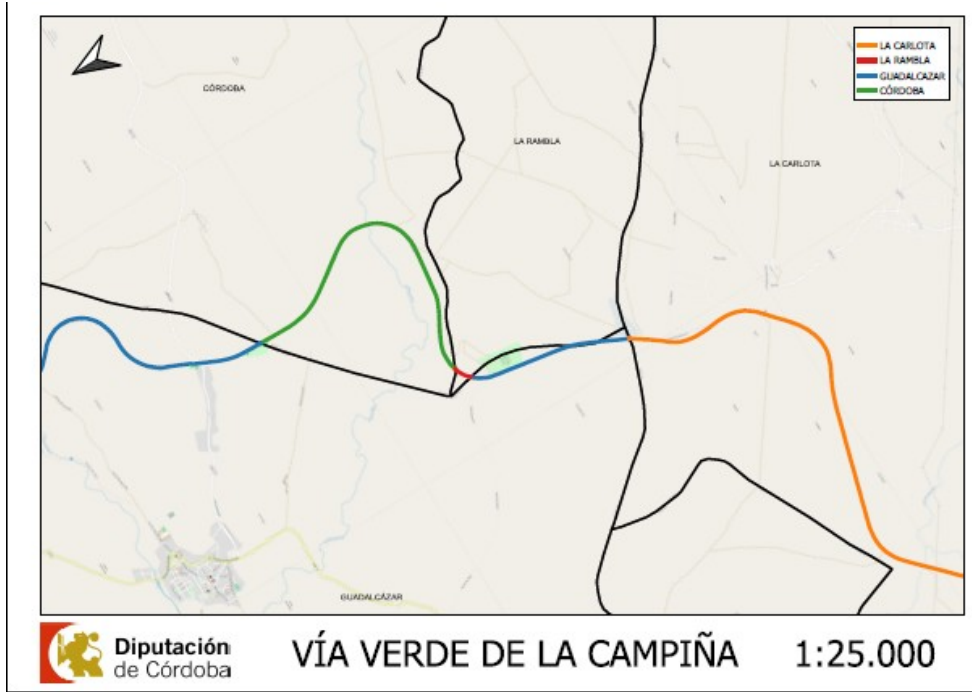 LA CARLOTA
LA RAMBLA
GUADALCAZAR
CÓRDOBA
CÓRDOBA
LA RAMBLA
LA CARLOTA
GUADALCÁZAR
Diputación
de Córdoba
VÍA VERDE DE LA CAMPIÑA
1:25.000